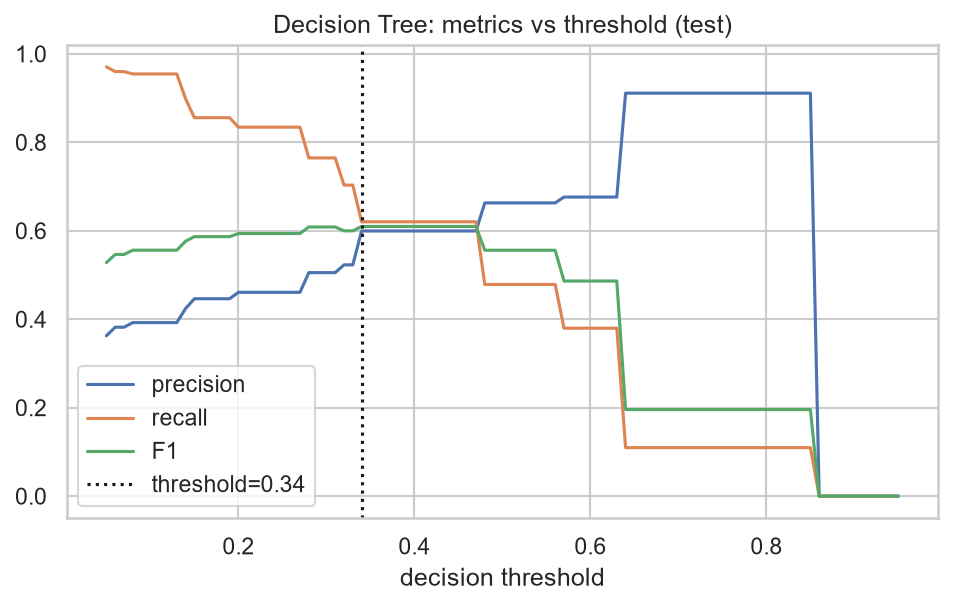 Decision Tree: metrics vs threshold (test)
1.0
0.8
0.6
0.4
0.2
0.0
precision
recall
F1
threshold=0.34
0.2 0.4 0.6 0.8
decision threshold